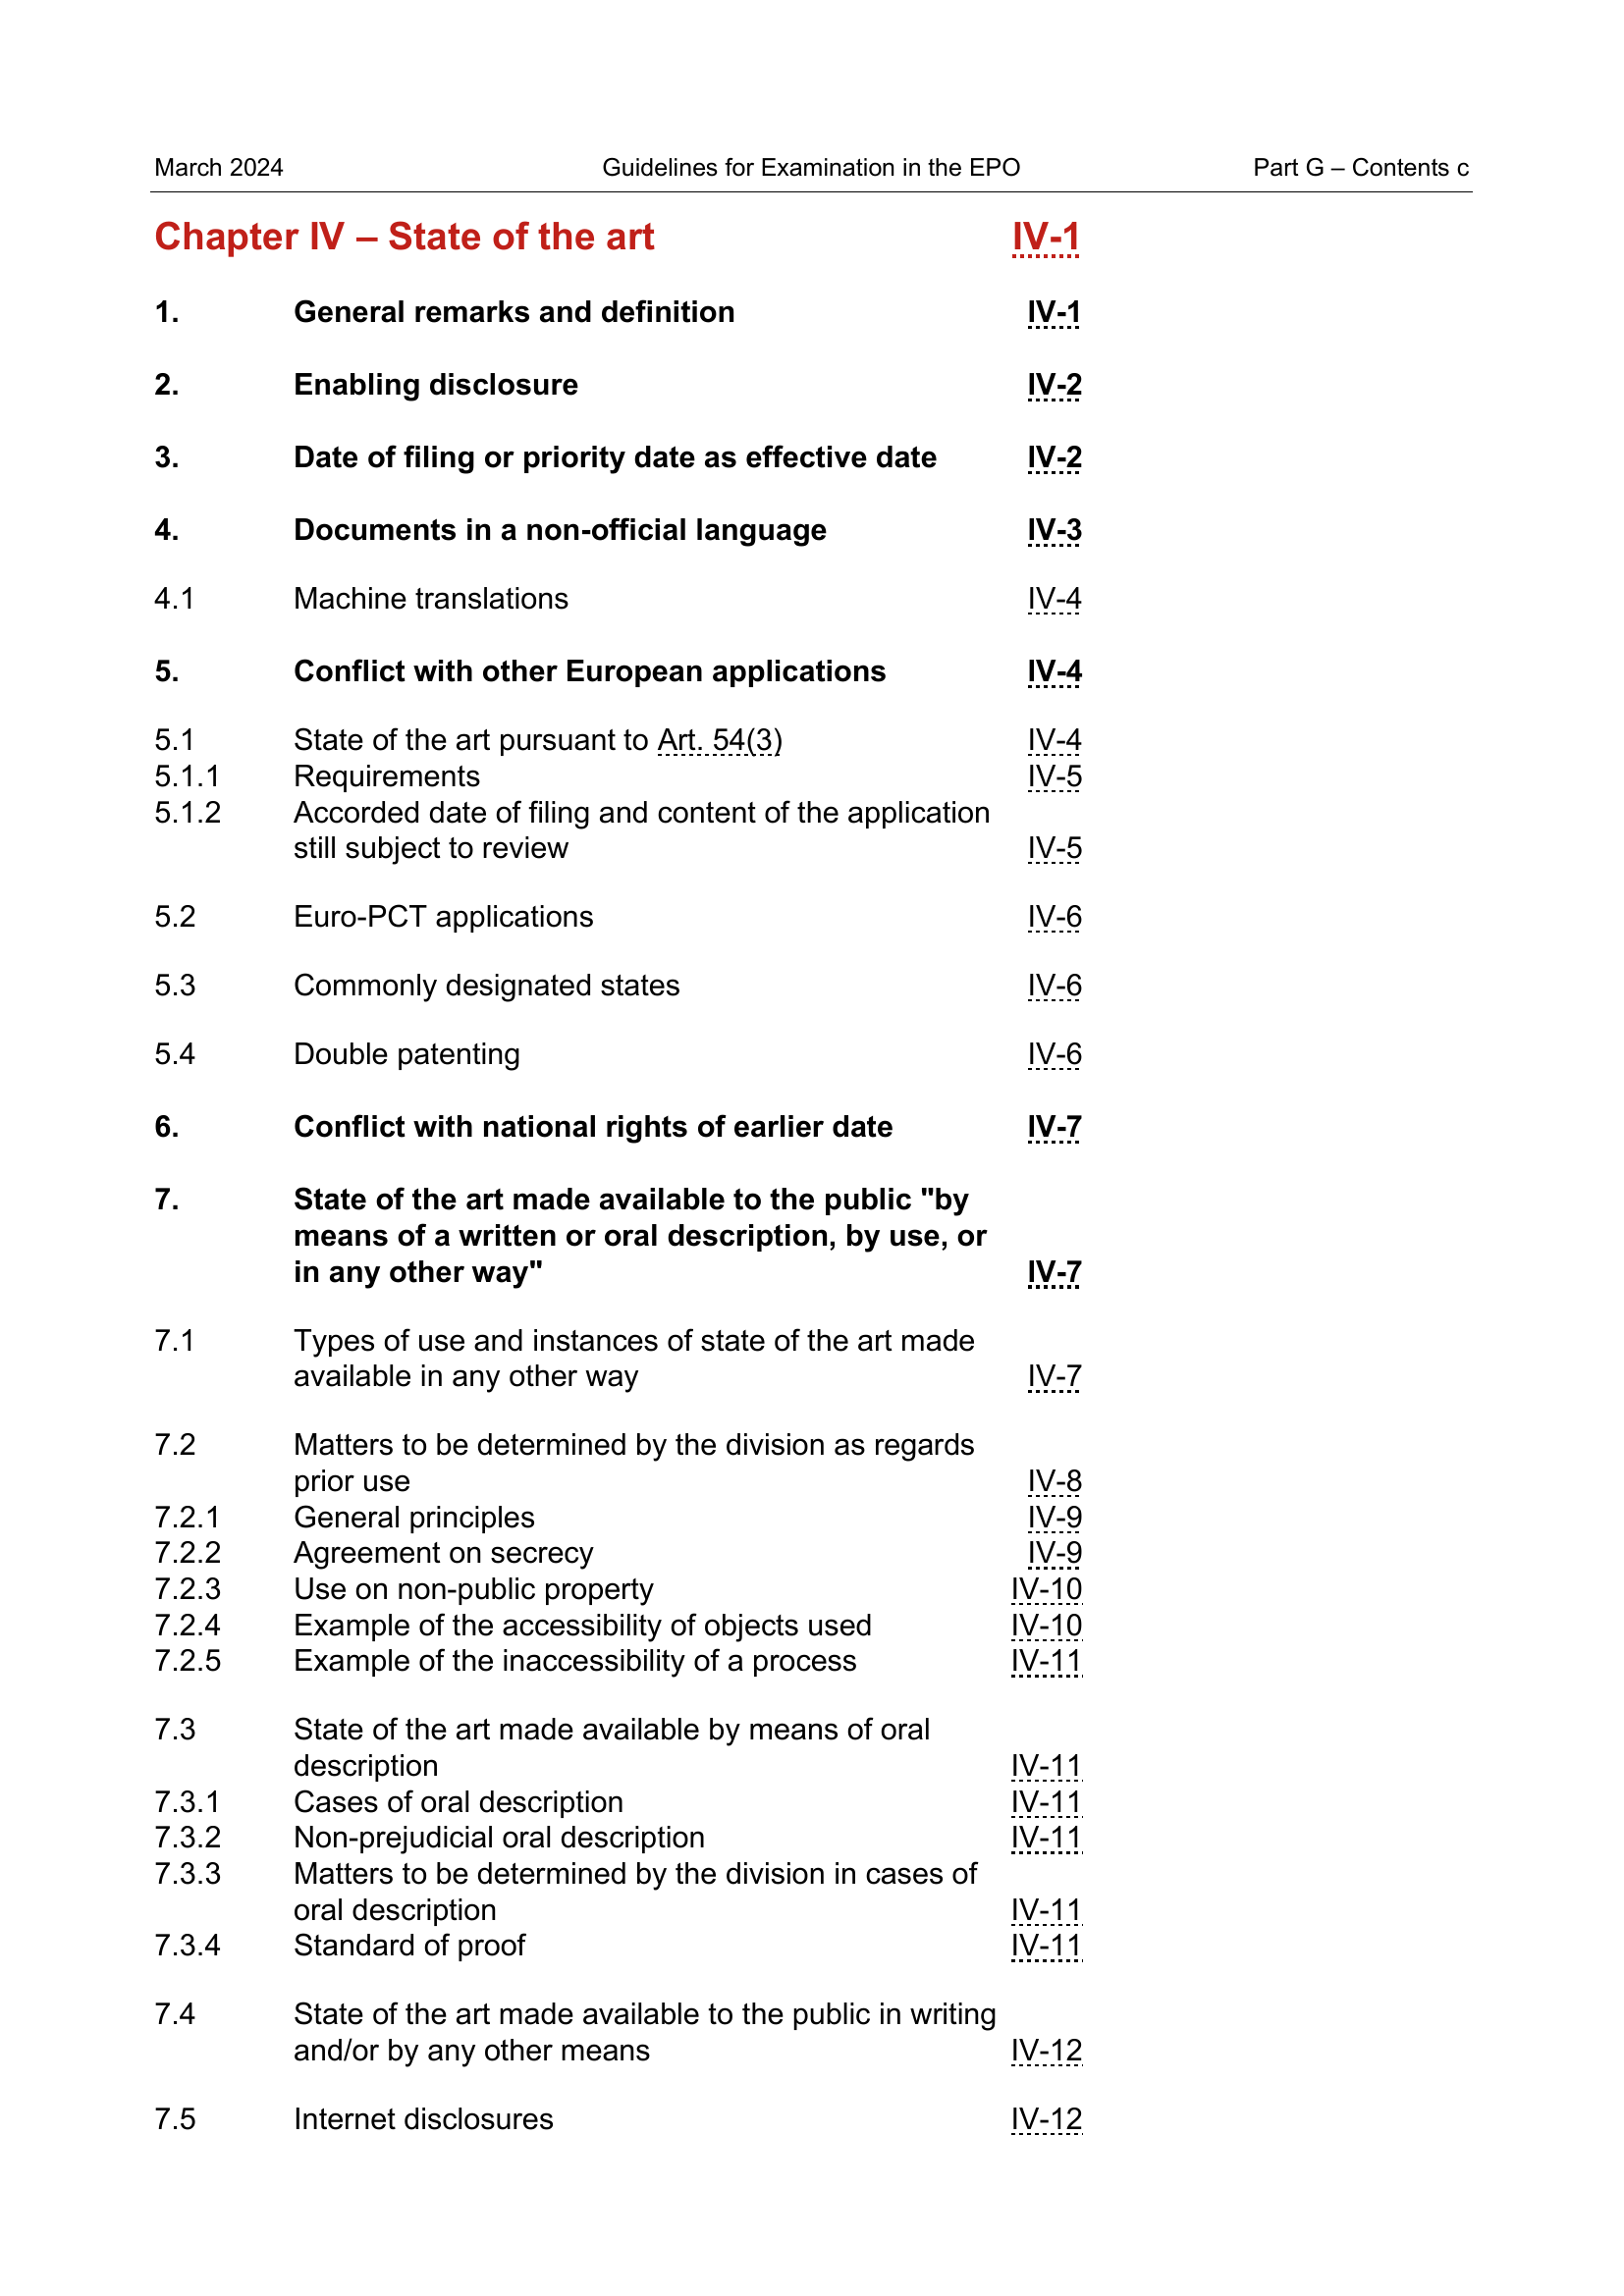 March 2024 Guidelines for Examination in the EPO Part G – Contents c
Chapter IV – State of the art IV-1
1. General remarks and definition IV-1
2. Enabling disclosure IV-2
3. Date of filing or priority date as effective date IV-2
4. Documents in a non-official language IV-3
4.1 Machine translations IV-4
5. Conflict with other European applications IV-4
5.1 State of the art pursuant to Art. 54(3) IV-4
5.1.1 Requirements IV-5
5.1.2 Accorded date of filing and content of the application
still subject to review IV-5
5.2 Euro-PCT applications IV-6
5.3 Commonly designated states IV-6
5.4 Double patenting IV-6
6. Conflict with national rights of earlier date IV-7
7. State of the art made available to the public "by
means of a written or oral description, by use, or
in any other way" IV-7
7.1 Types of use and instances of state of the art made
available in any other way IV-7
7.2 Matters to be determined by the division as regards
prior use IV-8
7.2.1 General principles IV-9
7.2.2 Agreement on secrecy IV-9
7.2.3 Use on non-public property IV-10
7.2.4 Example of the accessibility of objects used IV-10
7.2.5 Example of the inaccessibility of a process IV-11
7.3 State of the art made available by means of oral
description IV-11
7.3.1 Cases of oral description IV-11
7.3.2 Non-prejudicial oral description IV-11
7.3.3 Matters to be determined by the division in cases of
oral description IV-11
7.3.4 Standard of proof IV-11
7.4 State of the art made available to the public in writing
and/or by any other means IV-12
7.5 Internet disclosures IV-12